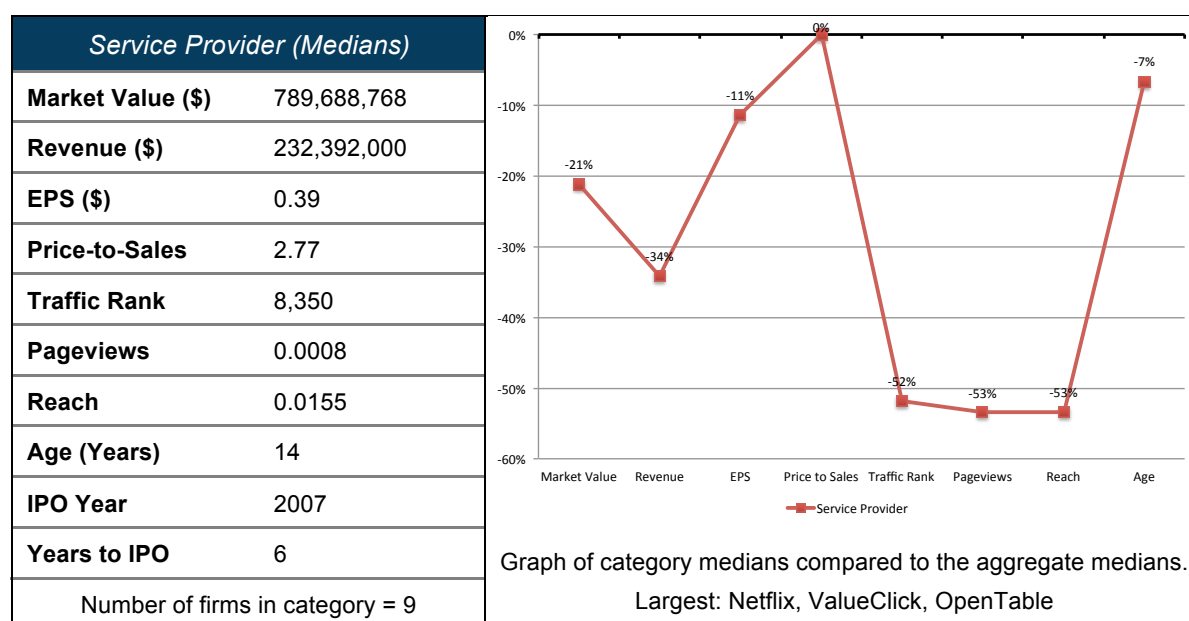 Service Provider (Medians)
Market Value ($) 789,688,768
Revenue ($) 232,392,000
EPS ($) 0.39
Price-to-Sales 2.77
Traffic Rank 8,350
Pageviews 0.0008
Reach 0.0155
Age (Years) 14
IPO Year 2007
Years to IPO 6
Number of firms in category = 9
0%
-10%
-20%
-30%
-40%
-50%
-60%
-21%
-34%
-11%
0%
-52%
-53%
-53%
-7%
Market Value Revenue EPS Price to Sales Traffic Rank Pageviews Reach Age
Service Provider
Graph of category medians compared to the aggregate medians.
Largest: Netflix, ValueClick, OpenTable